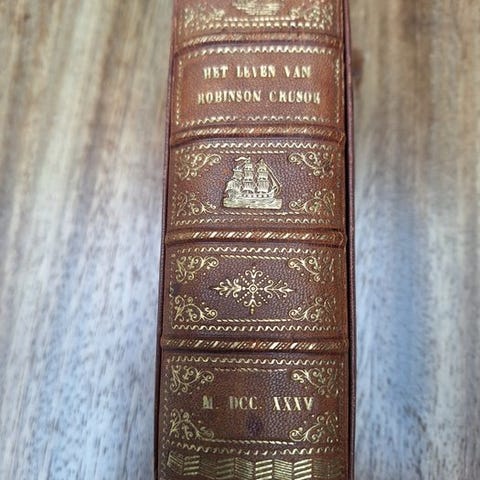 HET LEVEN VAN
ROBINSON CRUSOE
M. DCC. XXXV